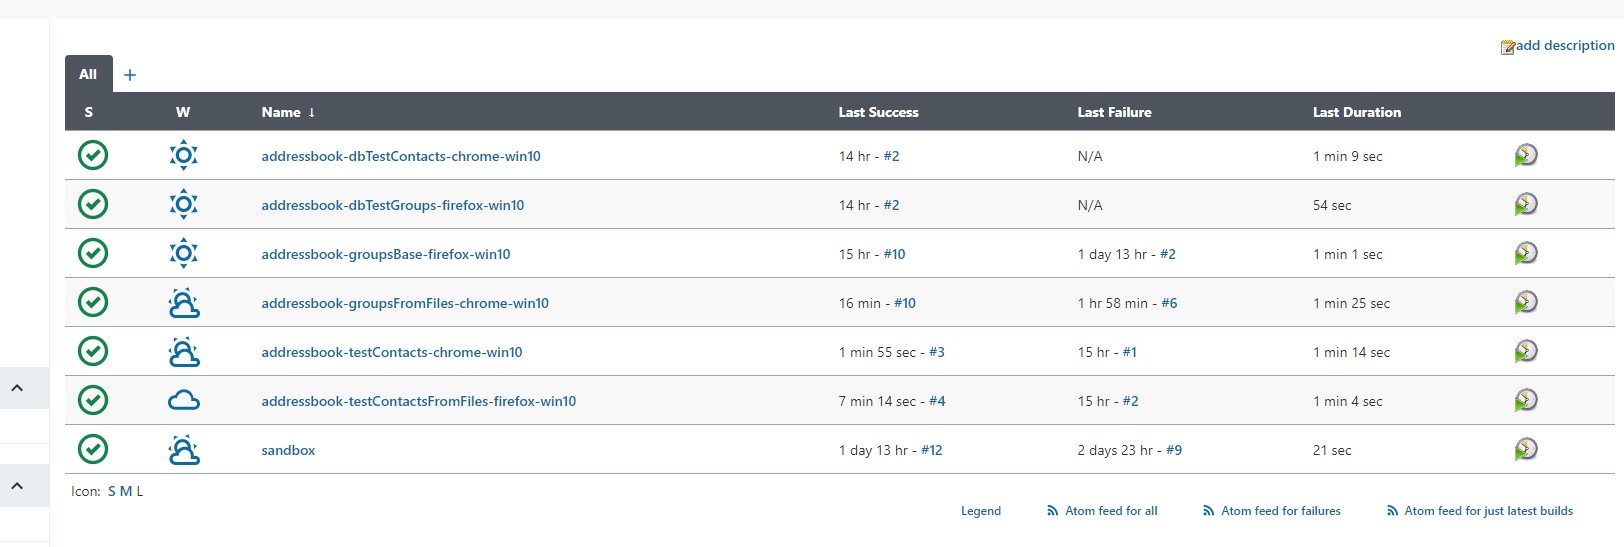 add description
All +
S W Name ↓ Last Success Last Failure Last Duration
addressbook-dbTestContacts-chrome-win10 14 hr - #2 N/A 1 min 9 sec
addressbook-dbTestGroups-firefox-win10 14 hr - #2 N/A 54 sec
addressbook-groupsBase-firefox-win10 15 hr - #10 1 day 13 hr - #2 1 min 1 sec
addressbook-groupsFromFiles-chrome-win10 16 min - #10 1 hr 58 min - #6 1 min 25 sec
addressbook-testContacts-chrome-win10 1 min 55 sec - #3 15 hr - #1 1 min 14 sec
addressbook-testContactsFromFiles-firefox-win10 7 min 14 sec - #4 15 hr - #2 1 min 4 sec
sandbox 1 day 13 hr - #12 2 days 23 hr - #9 21 sec
Icon: S M L
Legend Atom feed for all Atom feed for failures Atom feed for just latest builds